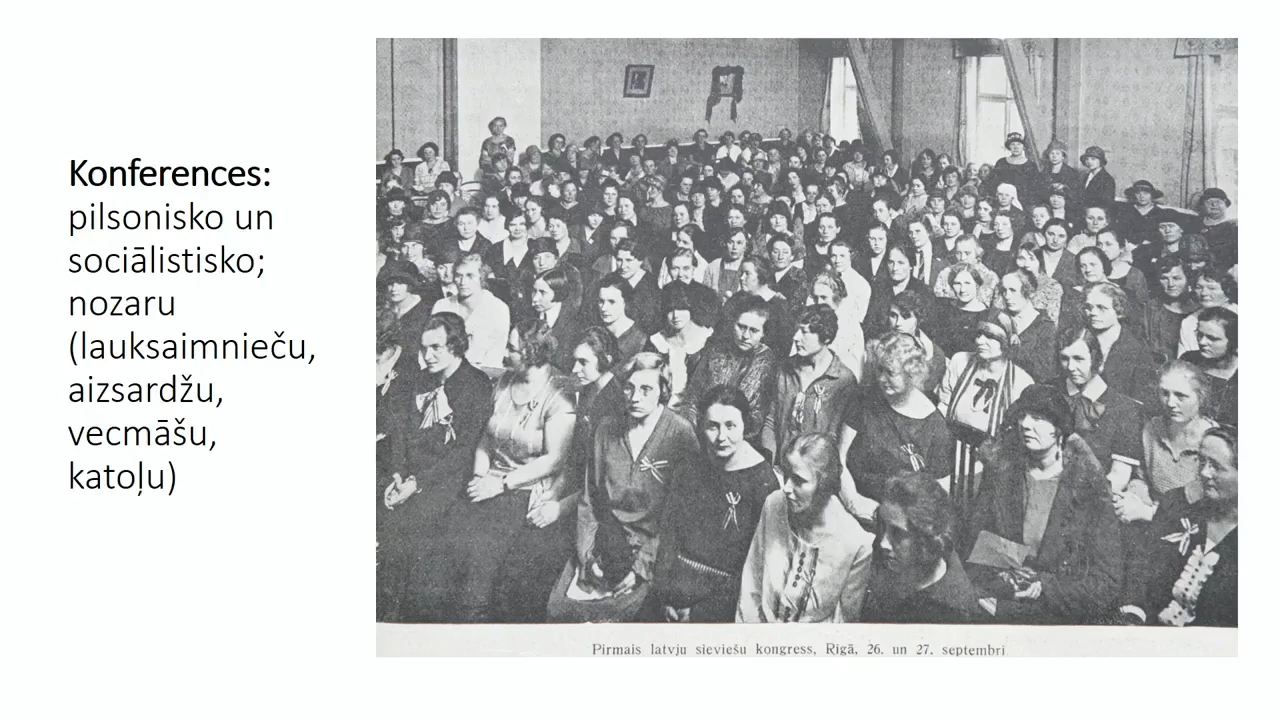 Konferences:
pilsonisko un
sociālistisko;
nozaru
(lauksaimnieču,
aizsardžu,
vecmāšu,
katoļu)
Pirmais latvju sieviešu kongress, Rīgā, 26. un 27. septembrī